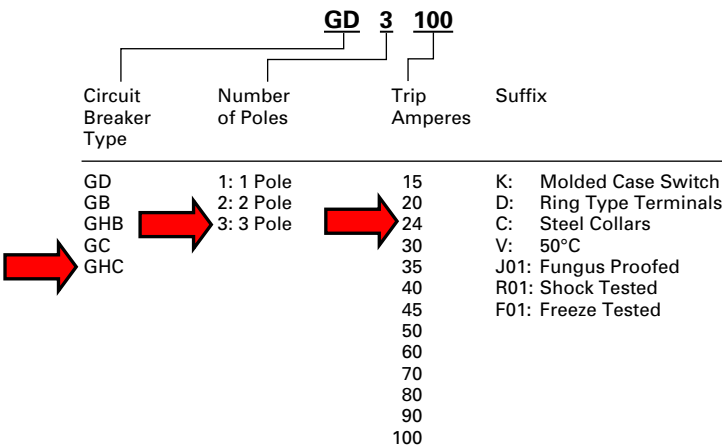 GD 3 100
Circuit Number Trip Suffix
Breaker of Poles Amperes
Type
GD 1: 1 Pole 15 K: Molded Case Switch
GB 2: 2 Pole 20 D: Ring Type Terminals
GHB 3: 3 Pole 24 C: Steel Collars
GC 30 V: 50°C
GHC 35 J01: Fungus Proofed
40 R01: Shock Tested
45 F01: Freeze Tested
50
60
70
80
90
100